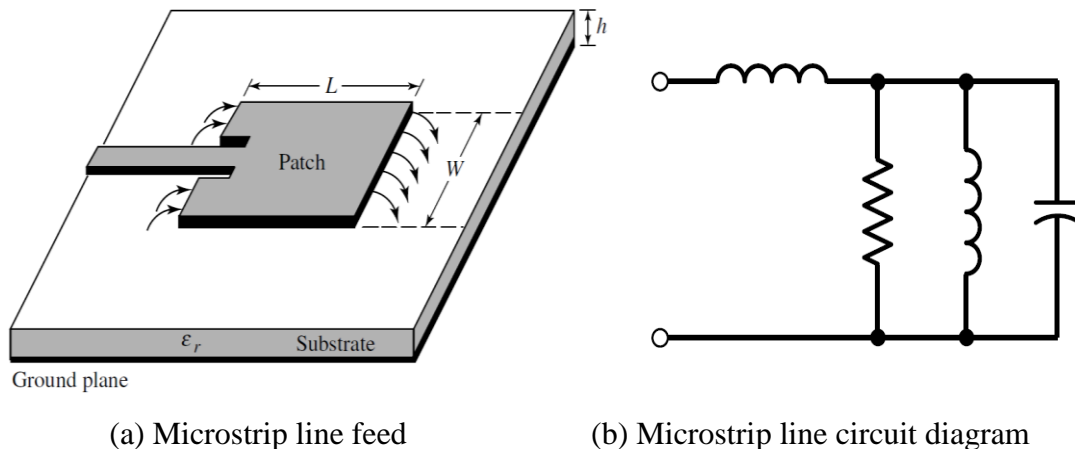 h
L
Patch
W
εr Substrate
Ground plane
(a) Microstrip line feed (b) Microstrip line circuit diagram